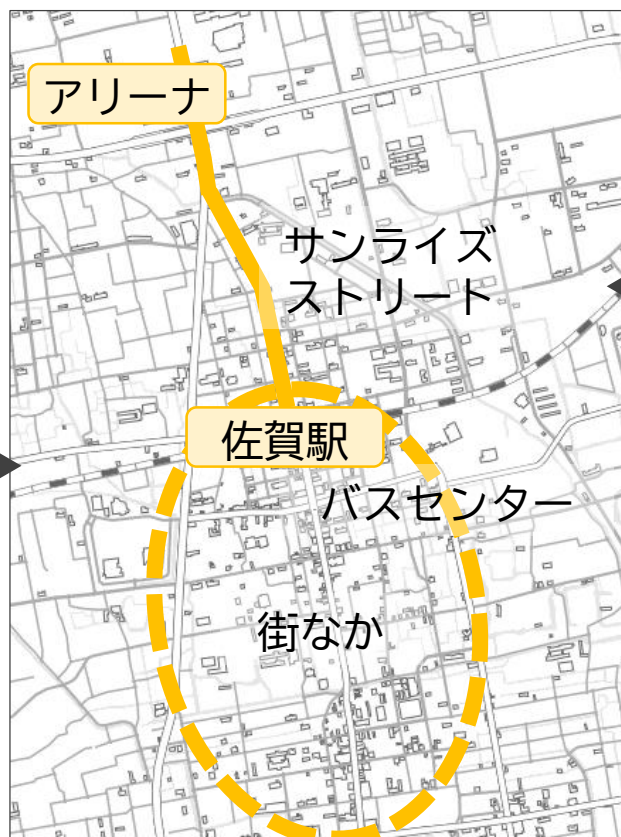 アリーナ
サンライズ
ストリート
佐賀駅
バスセンター
街なか